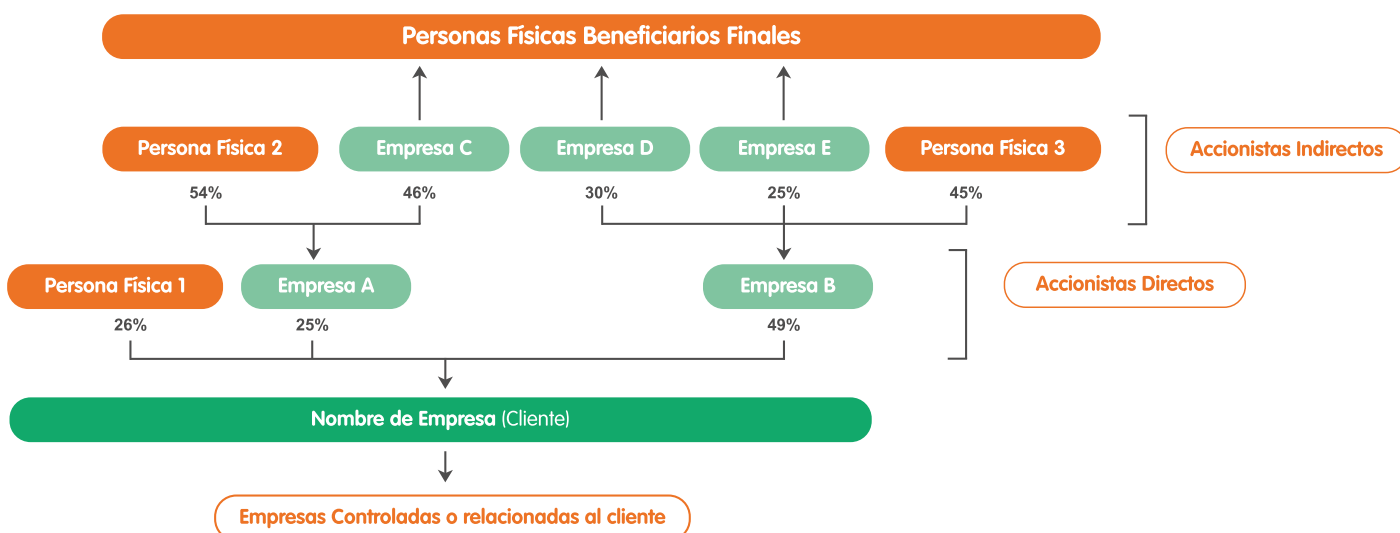 Personas Físicas Beneficiarios Finales
Persona Física 2
Empresa C
Empresa D
Empresa E
Persona Física 3
Accionistas Indirectos
54%
46%
30%
25%
45%
Persona Física 1
Empresa A
Empresa B
Accionistas Directos
26%
25%
49%
Nombre de Empresa (Cliente)
Empresas Controladas o relacionadas al cliente